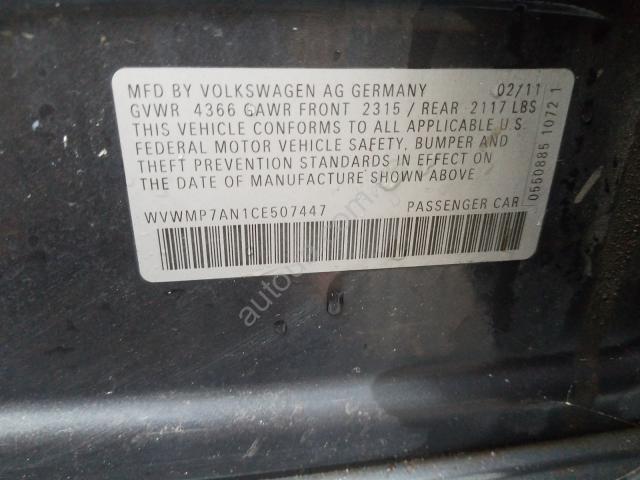 MFD BY VOLKSWAGEN AG GERMANY 02/11
GVWR 4366 GAWR FRONT 2315 / REAR 2117 LBS
THIS VEHICLE CONFORMS TO ALL APPLICABLE U.S.
FEDERAL MOTOR VEHICLE SAFETY, BUMPER AND
THEFT PREVENTION STANDARDS IN EFFECT ON
THE DATE OF MANUFACTURE SHOWN ABOVE
WVWMP7AN1CE507447 PASSENGER CAR
0550885 1072 1